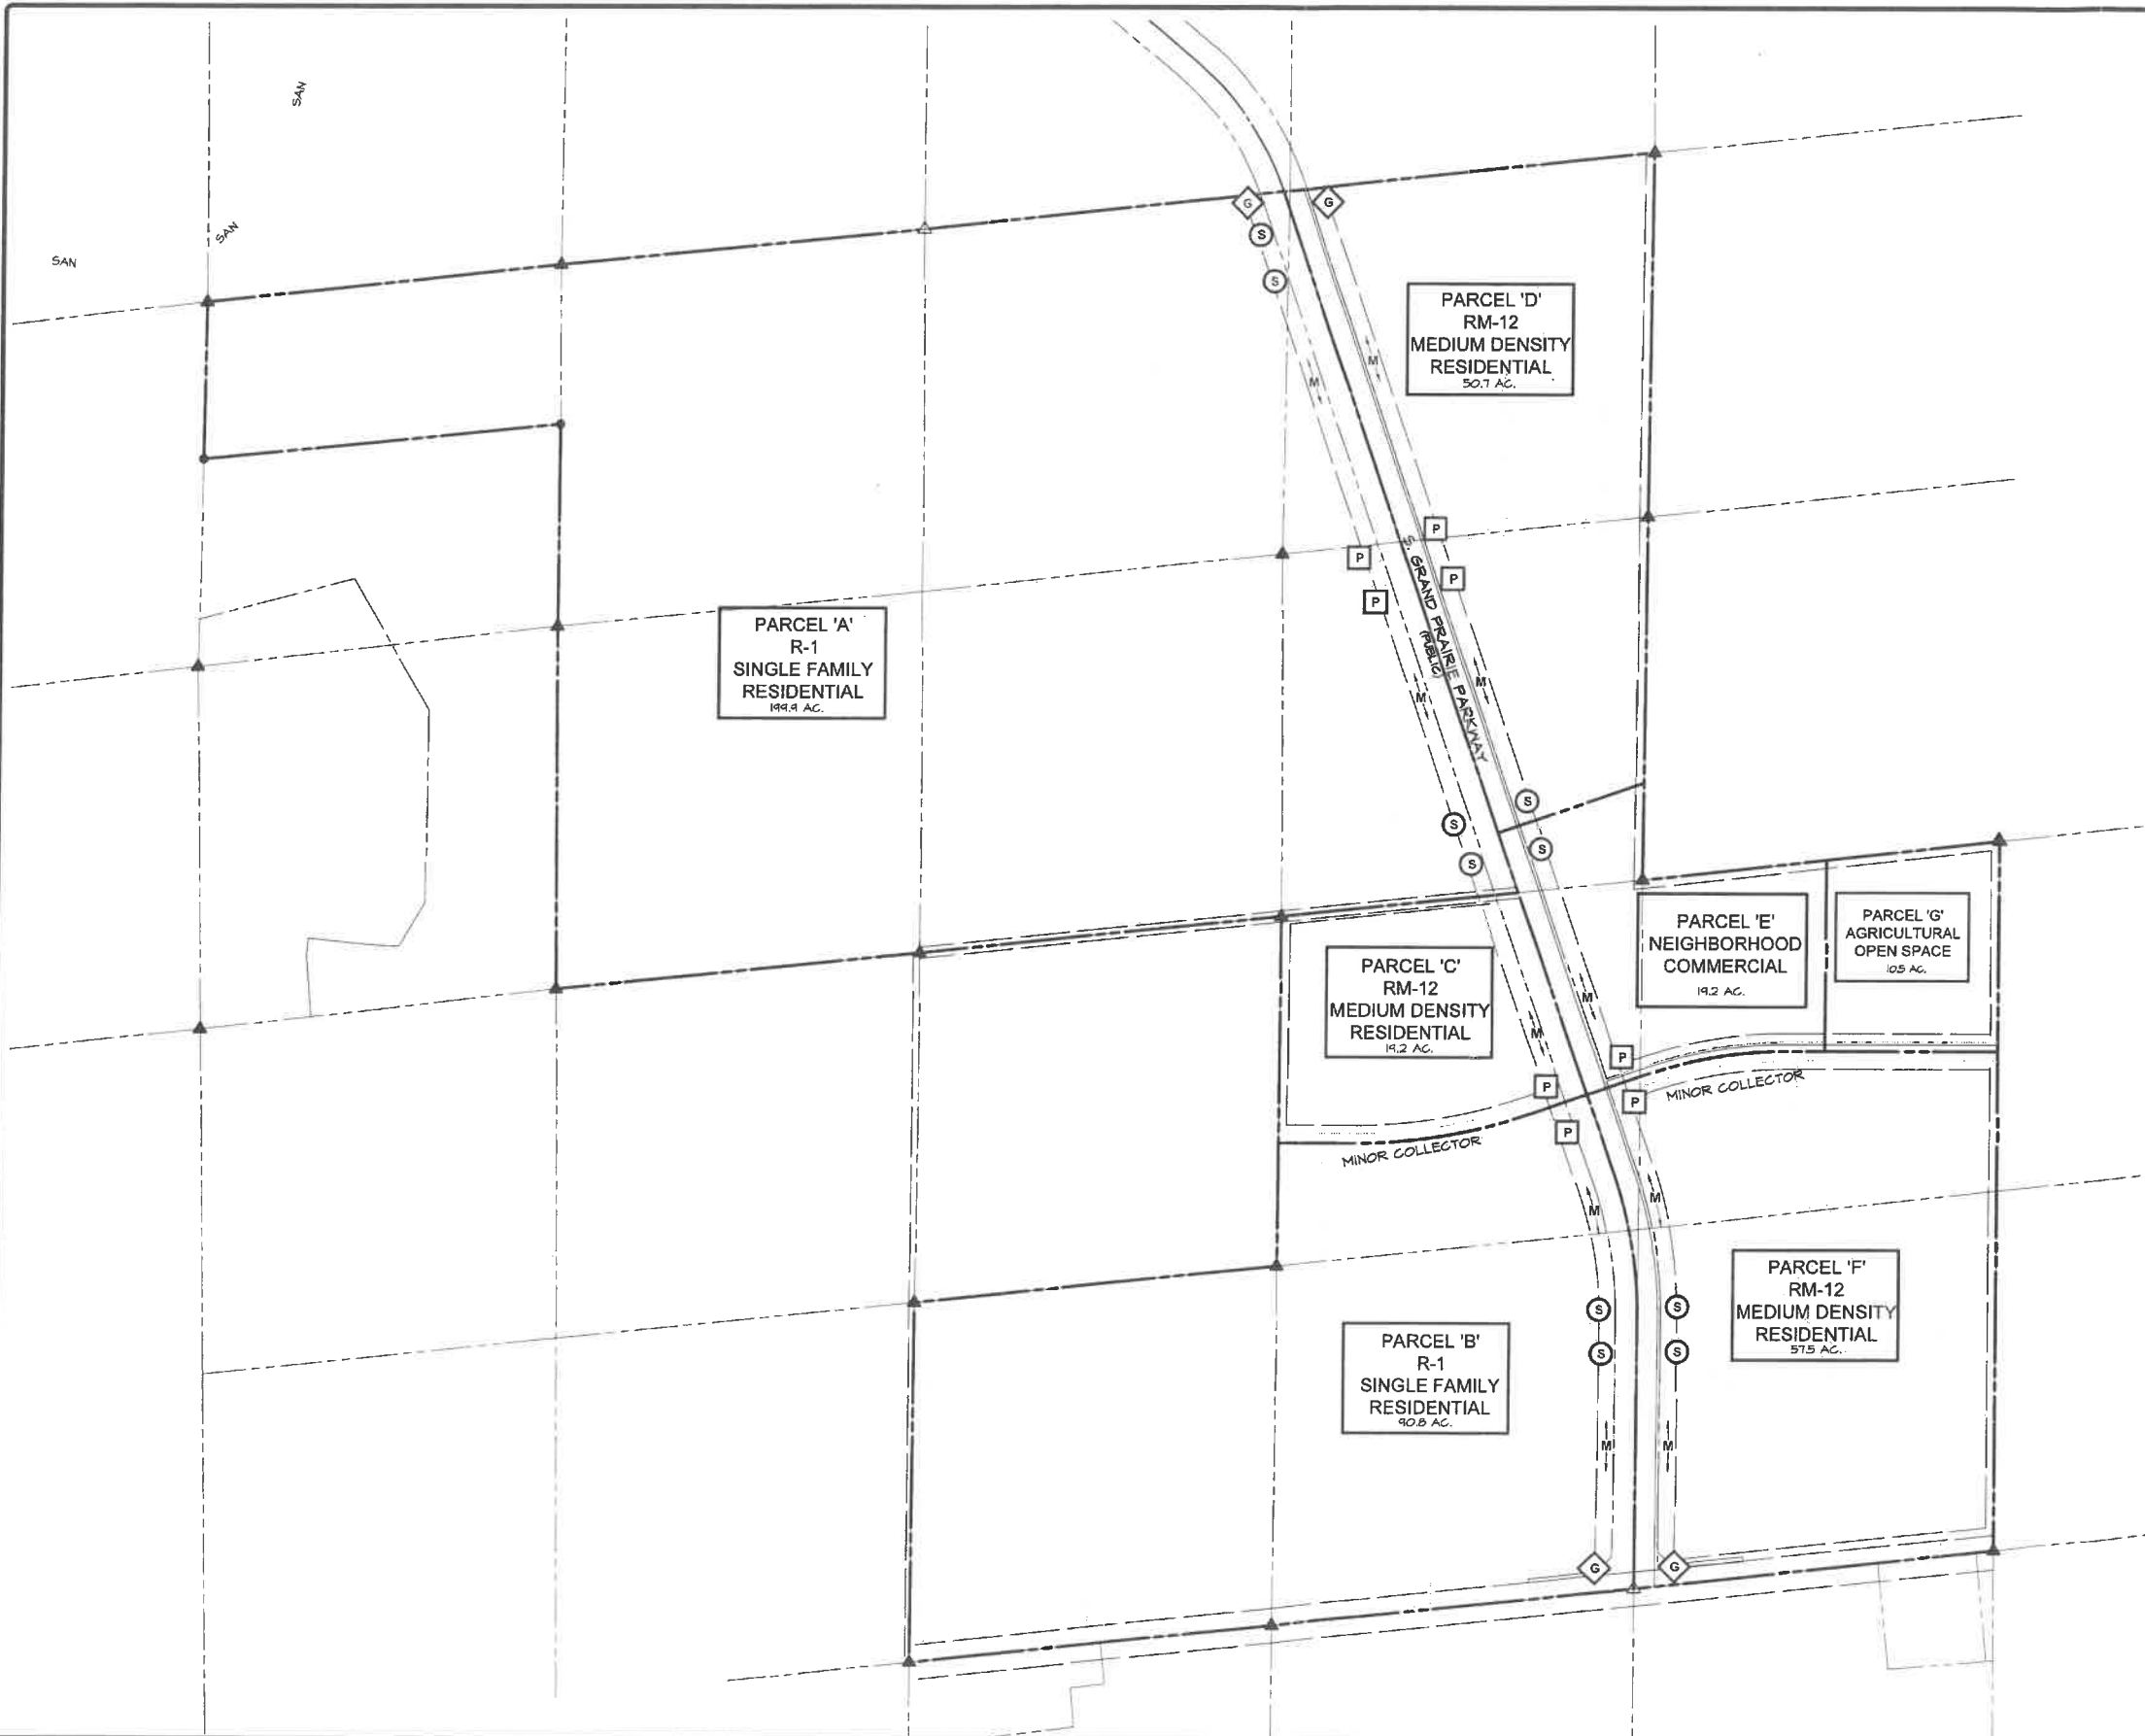 SAN
SAN
SAN
G
G
S
S
PARCEL 'D'
RM-12
MEDIUM DENSITY
RESIDENTIAL
50.7 AC.
M
M
P
P
P
P
S. GRAND PRAIRIE PARKWAY
(PUBLIC)
PARCEL 'A'
R-1
SINGLE FAMILY
RESIDENTIAL
199.9 AC.
M
M
S
S
S
S
PARCEL 'E'
NEIGHBORHOOD
COMMERCIAL
19.2 AC.
PARCEL 'G'
AGRICULTURAL
OPEN SPACE
10.5 AC.
PARCEL 'C'
RM-12
MEDIUM DENSITY
RESIDENTIAL
19.2 AC.
M
M
P
P
P
P
MINOR COLLECTOR
MINOR COLLECTOR
M
M
S
S
S
S
PARCEL 'F'
RM-12
MEDIUM DENSITY
RESIDENTIAL
57.5 AC.
PARCEL 'B'
R-1
SINGLE FAMILY
RESIDENTIAL
90.8 AC.
M
M
G
G